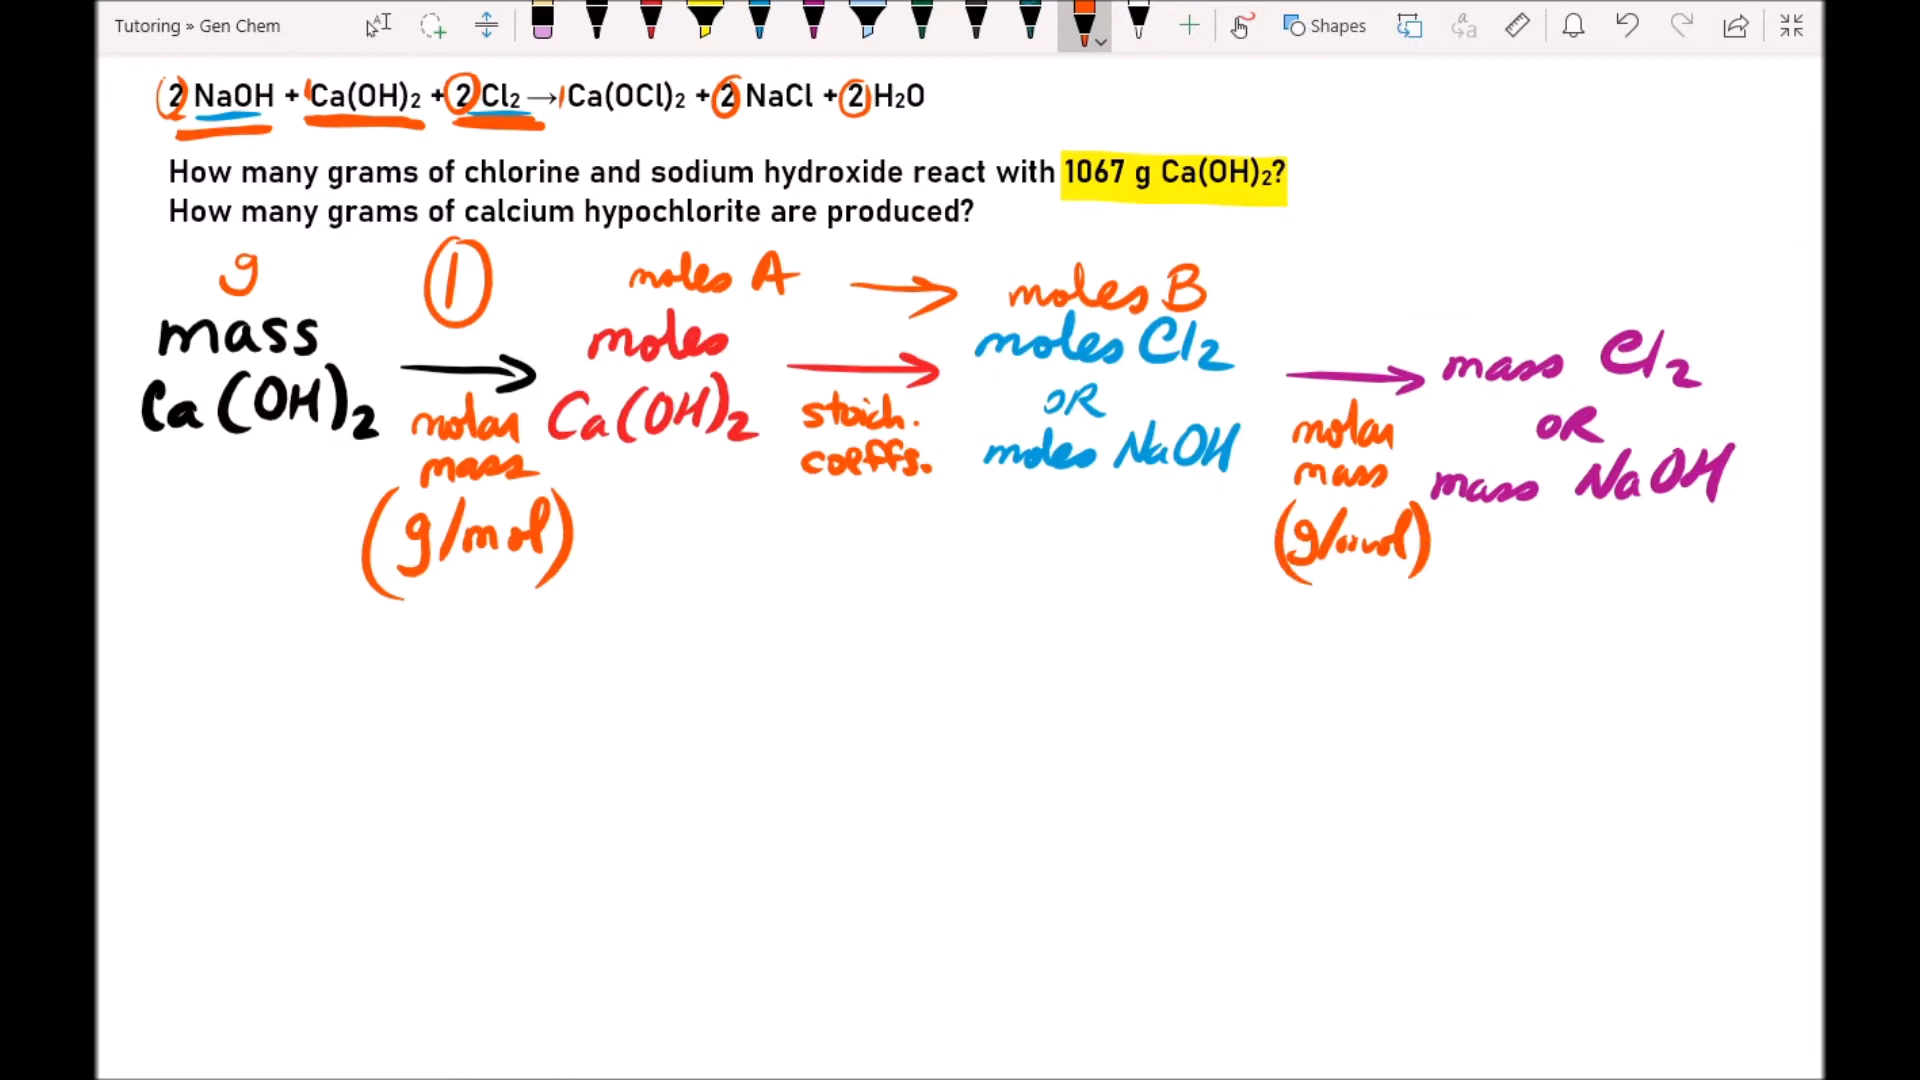 Tutoring » Gen Chem
Shapes
2 NaOH + 1 Ca(OH)₂ + 2 Cl₂ → 1 Ca(OCl)₂ + 2 NaCl + 2 H₂O
How many grams of chlorine and sodium hydroxide react with 1067 g Ca(OH)₂?
How many grams of calcium hypochlorite are produced?
g ① moles A → moles B
mass → moles → moles Cl₂ → mass Cl₂
Ca(OH)₂ molar Ca(OH)₂ stoich. OR molar OR
mass coeffs. moles NaOH mass mass NaOH
(g/mol) (g/mol)